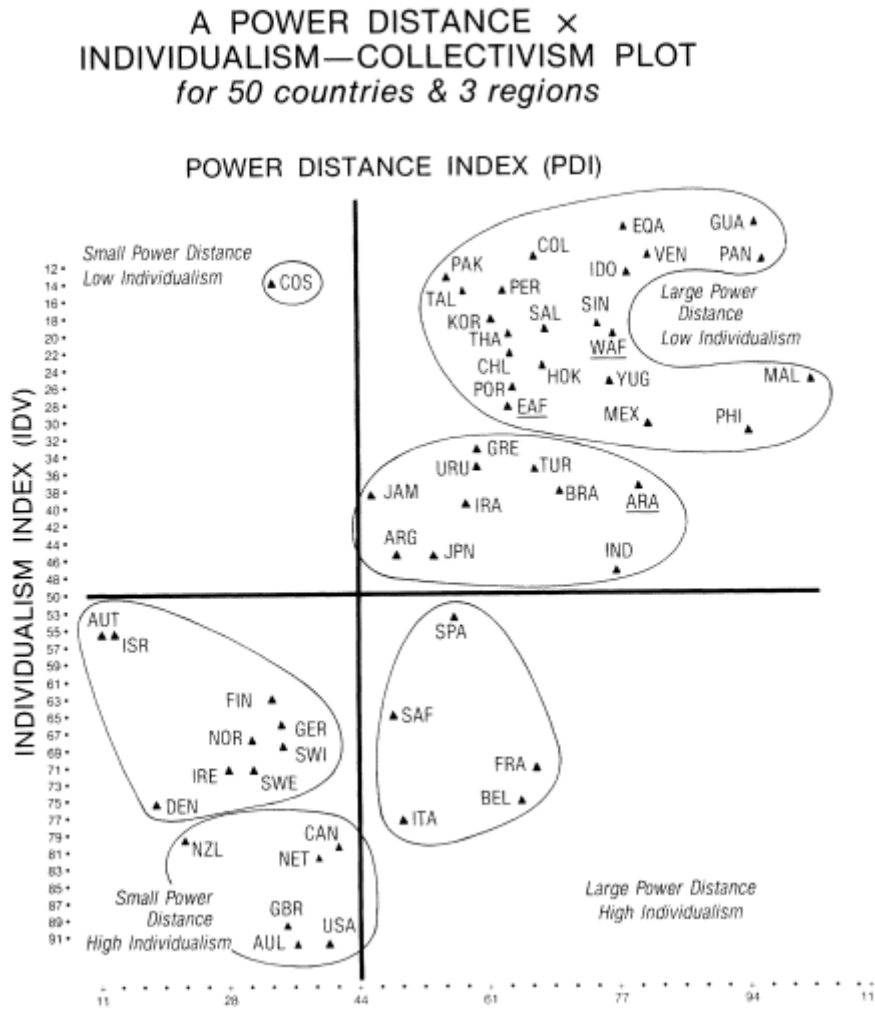 A POWER DISTANCE ×
INDIVIDUALISM—COLLECTIVISM PLOT
for 50 countries & 3 regions
POWER DISTANCE INDEX (PDI)
Small Power Distance
Low Individualism
COS
EQA
GUA
COL
VEN
PAN
PAK
IDO
TAL
PER
Large Power
Distance
Low Individualism
KOR
SAL
SIN
THA
WAF
CHL
HOK
YUG
MAL
POR
EAF
MEX
PHI
GRE
URU
TUR
JAM
IRA
BRA
ARA
ARG
JPN
IND
INDIVIDUALISM INDEX (IDV)
12
14
16
18
20
22
24
26
28
30
32
34
36
38
40
42
44
46
48
50
53
55
57
59
61
63
65
67
69
71
73
75
77
79
81
83
85
87
89
91
AUT
ISR
SPA
FIN
GER
SAF
NOR
SWI
IRE
SWE
FRA
DEN
BEL
ITA
NZL
CAN
NET
Small Power
Distance
High Individualism
GBR
USA
AUL
Large Power Distance
High Individualism
11 28 44 61 77 94 11